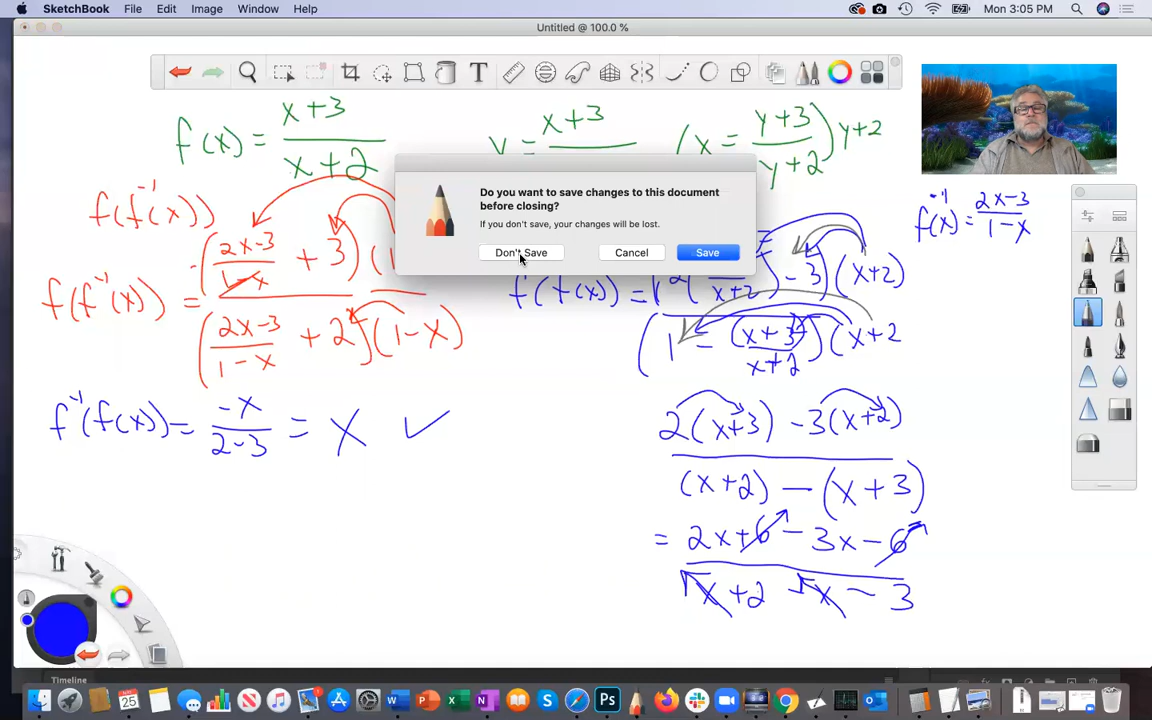 SketchBook File Edit Image Window Help Mon 3:05 PM
Untitled @ 100.0 %
T
f(x) = x+3 / x+2
y = x+3
(x = y+3 / y+2) y+2
Do you want to save changes to this document before closing?
If you don't save, your changes will be lost.
Don't Save Cancel Save
f⁻¹(x) = 2x-3 / 1-x
f(f⁻¹(x))
f(f⁻¹(x)) = (2x-3 / 1-x + 3)(1
(2x-3 / 1-x + 2)(1-x)
x+2) - 3)(x+2)
(1 - (x+3) / x+2)(x+2
f⁻¹(f(x)) = -x / 2-3 = x ✓
2(x+3) -3(x+2)
(x+2) - (x+3)
= 2x+6 - 3x-6
x+2 -x - 3
Timeline
25
W P X N S Ps